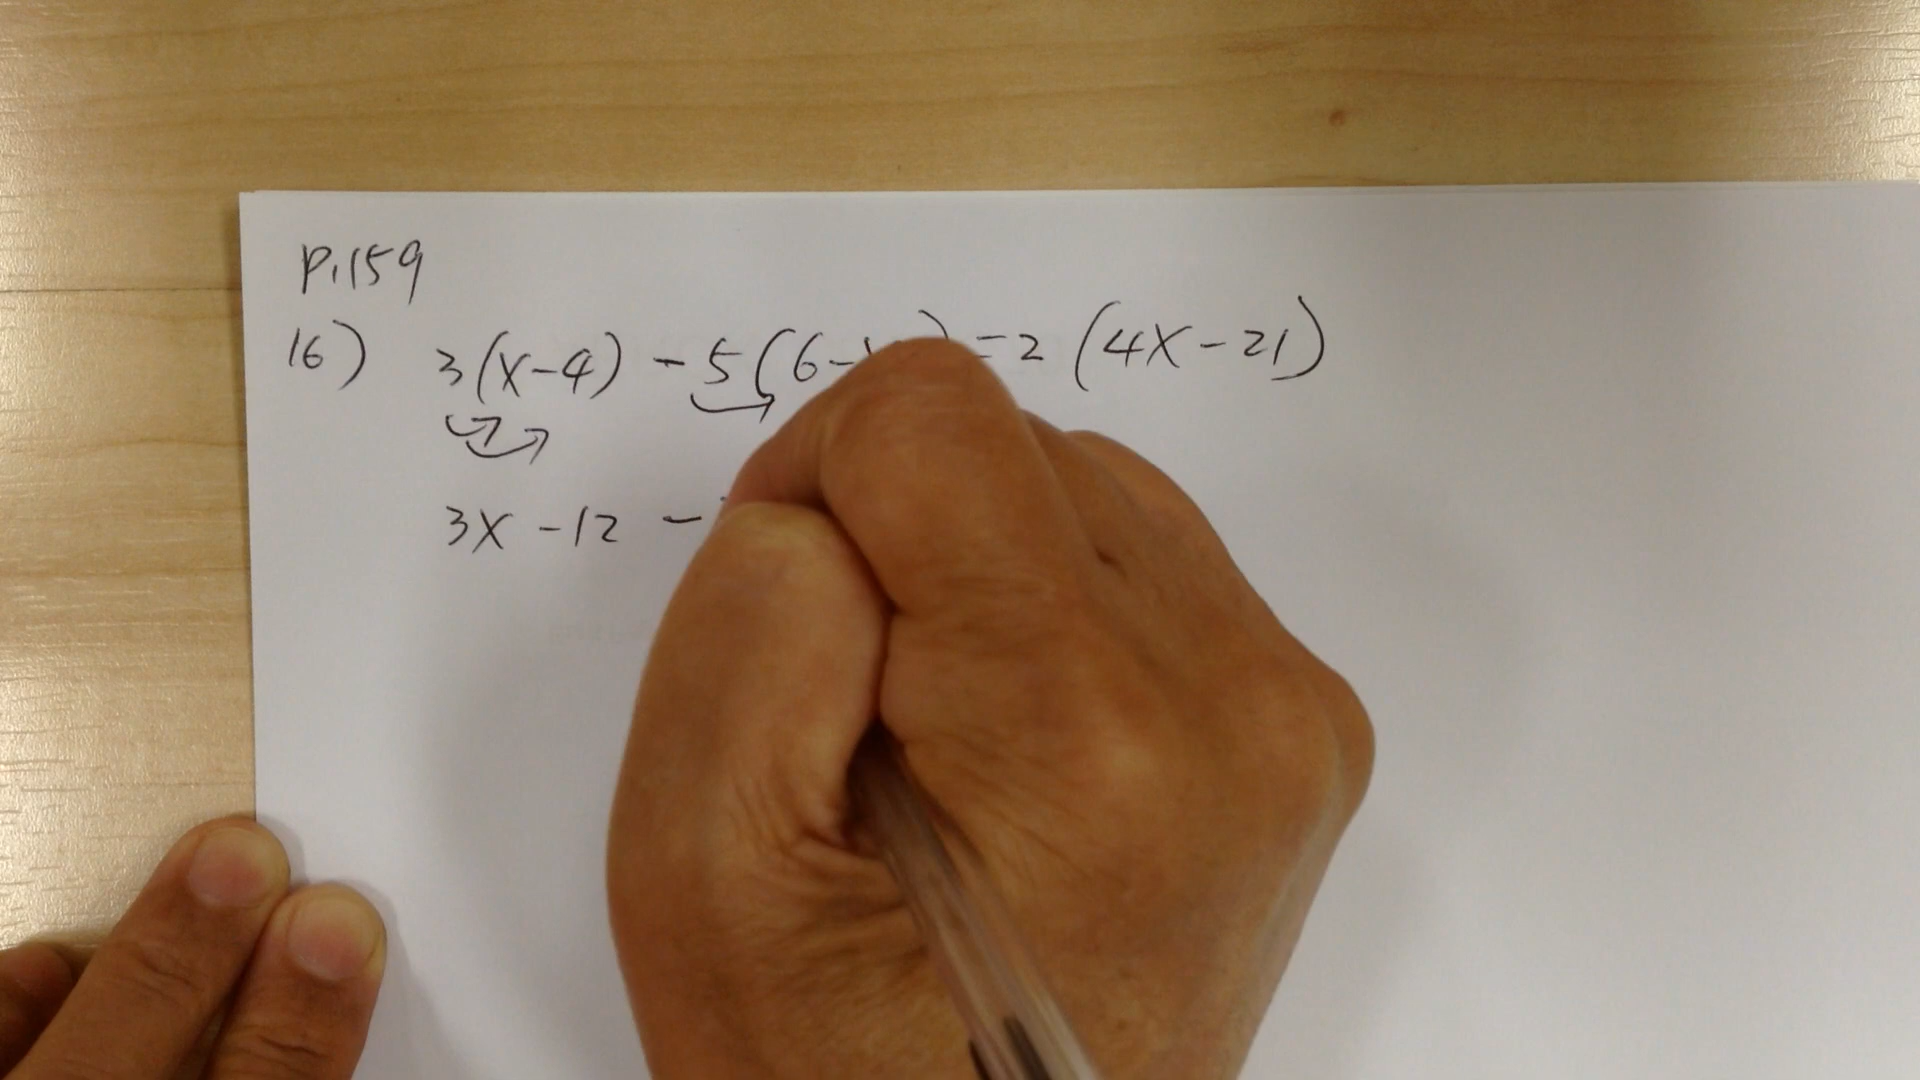 P.159
16) 3(x-4) -5(6- ) =2 (4x-21)
3x -12 -